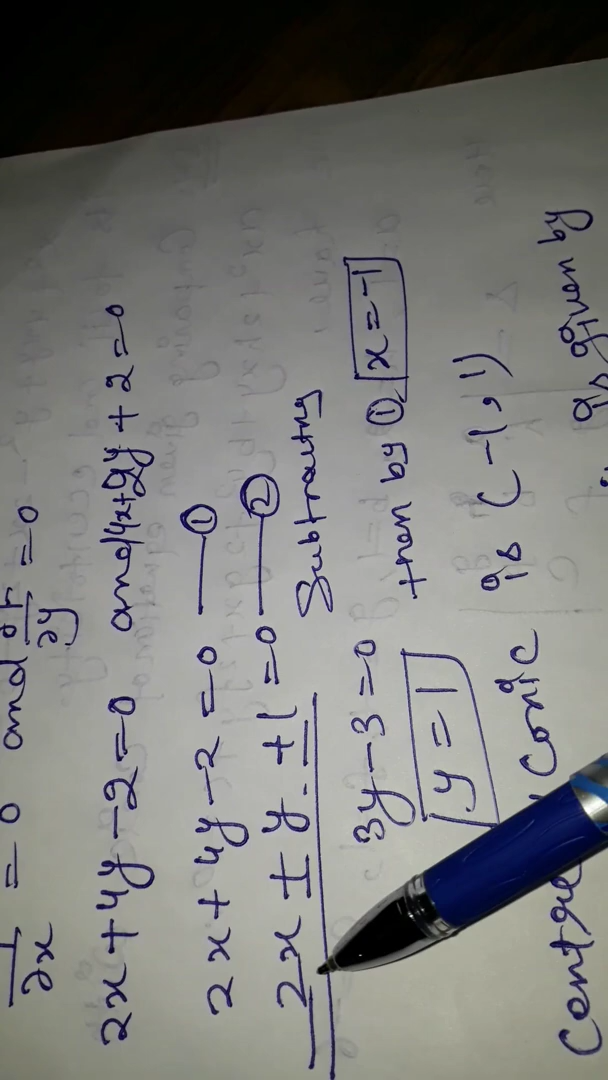 ∂F/∂x = 0 and ∂F/∂y = 0
2x + 4y - 2 = 0 and 4x + 2y + 2 = 0
2x + 4y - 2 = 0 —— ①
2x ± y ± 1 = 0 —— ②
Subtracting
3y - 3 = 0 then by ① x = -1
y = 1
Centre, Conic is (-1, 1)
is given by